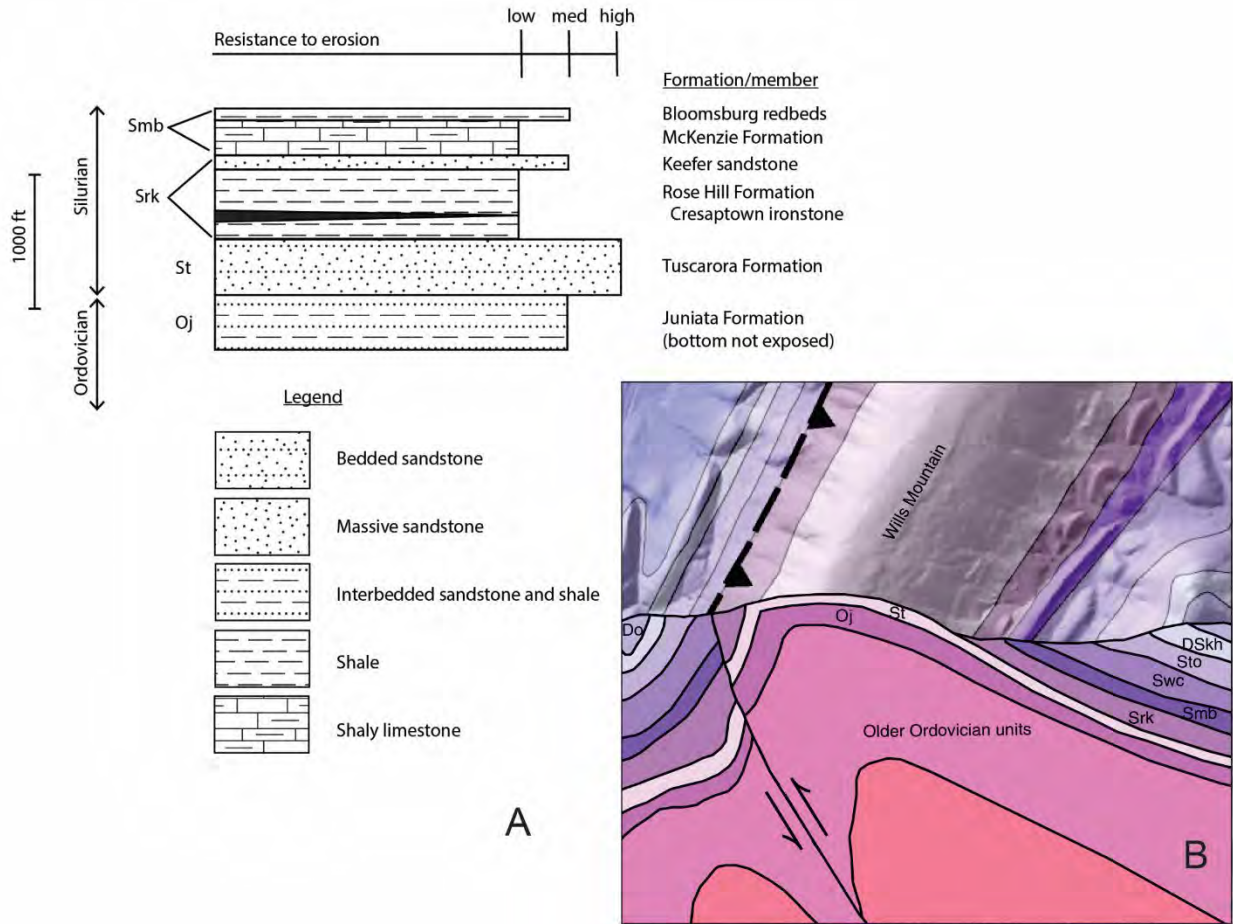 low med high
Resistance to erosion
Formation/member
Smb
Bloomsburg redbeds
McKenzie Formation
Keefer sandstone
Srk
Rose Hill Formation
Cresaptown ironstone
St
Tuscarora Formation
Oj
Juniata Formation
(bottom not exposed)
Silurian
Ordovician
1000 ft
Legend
Bedded sandstone
Massive sandstone
Interbedded sandstone and shale
Shale
Shaly limestone
A
Wills Mountain
Do
Oj
St
DSkh
Sto
Swc
Smb
Srk
Older Ordovician units
B